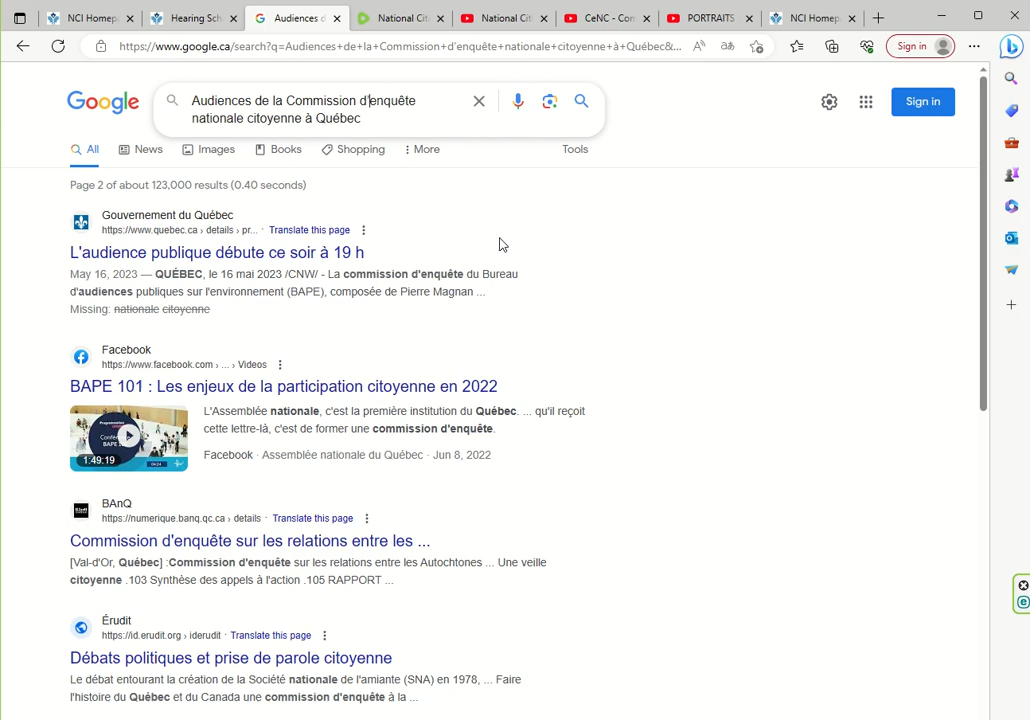 NCI Homepa
Hearing Sch
Audiences d
National Cit
National Cit
CeNC - Con
PORTRAITS
NCI Homepa
https://www.google.ca/search?q=Audiences+de+la+Commission+d'enquête+nationale+citoyenne+à+Québec&...
Sign in
Google
Audiences de la Commission d'enquête
nationale citoyenne à Québec
Sign in
All
News
Images
Books
Shopping
More
Tools
Page 2 of about 123,000 results (0.40 seconds)
Gouvernement du Québec
https://www.quebec.ca › details › pr... · Translate this page
L'audience publique débute ce soir à 19 h
May 16, 2023 — QUÉBEC, le 16 mai 2023 /CNW/ - La commission d'enquête du Bureau
d'audiences publiques sur l'environnement (BAPE), composée de Pierre Magnan ...
Missing: nationale citoyenne
Facebook
https://www.facebook.com › ... › Videos
BAPE 101 : Les enjeux de la participation citoyenne en 2022
L'Assemblée nationale, c'est la première institution du Québec. ... qu'il reçoit
cette lettre-là, c'est de former une commission d'enquête.
1:49:19
Facebook · Assemblée nationale du Québec · Jun 8, 2022
BAnQ
https://numerique.banq.qc.ca › details · Translate this page
Commission d'enquête sur les relations entre les ...
[Val-d'Or, Québec] :Commission d'enquête sur les relations entre les Autochtones ... Une veille
citoyenne .103 Synthèse des appels à l'action .105 RAPPORT ...
Érudit
https://id.erudit.org › iderudit · Translate this page
Débats politiques et prise de parole citoyenne
Le débat entourant la création de la Société nationale de l'amiante (SNA) en 1978, ... Faire
l'histoire du Québec et du Canada une commission d'enquête à la ...